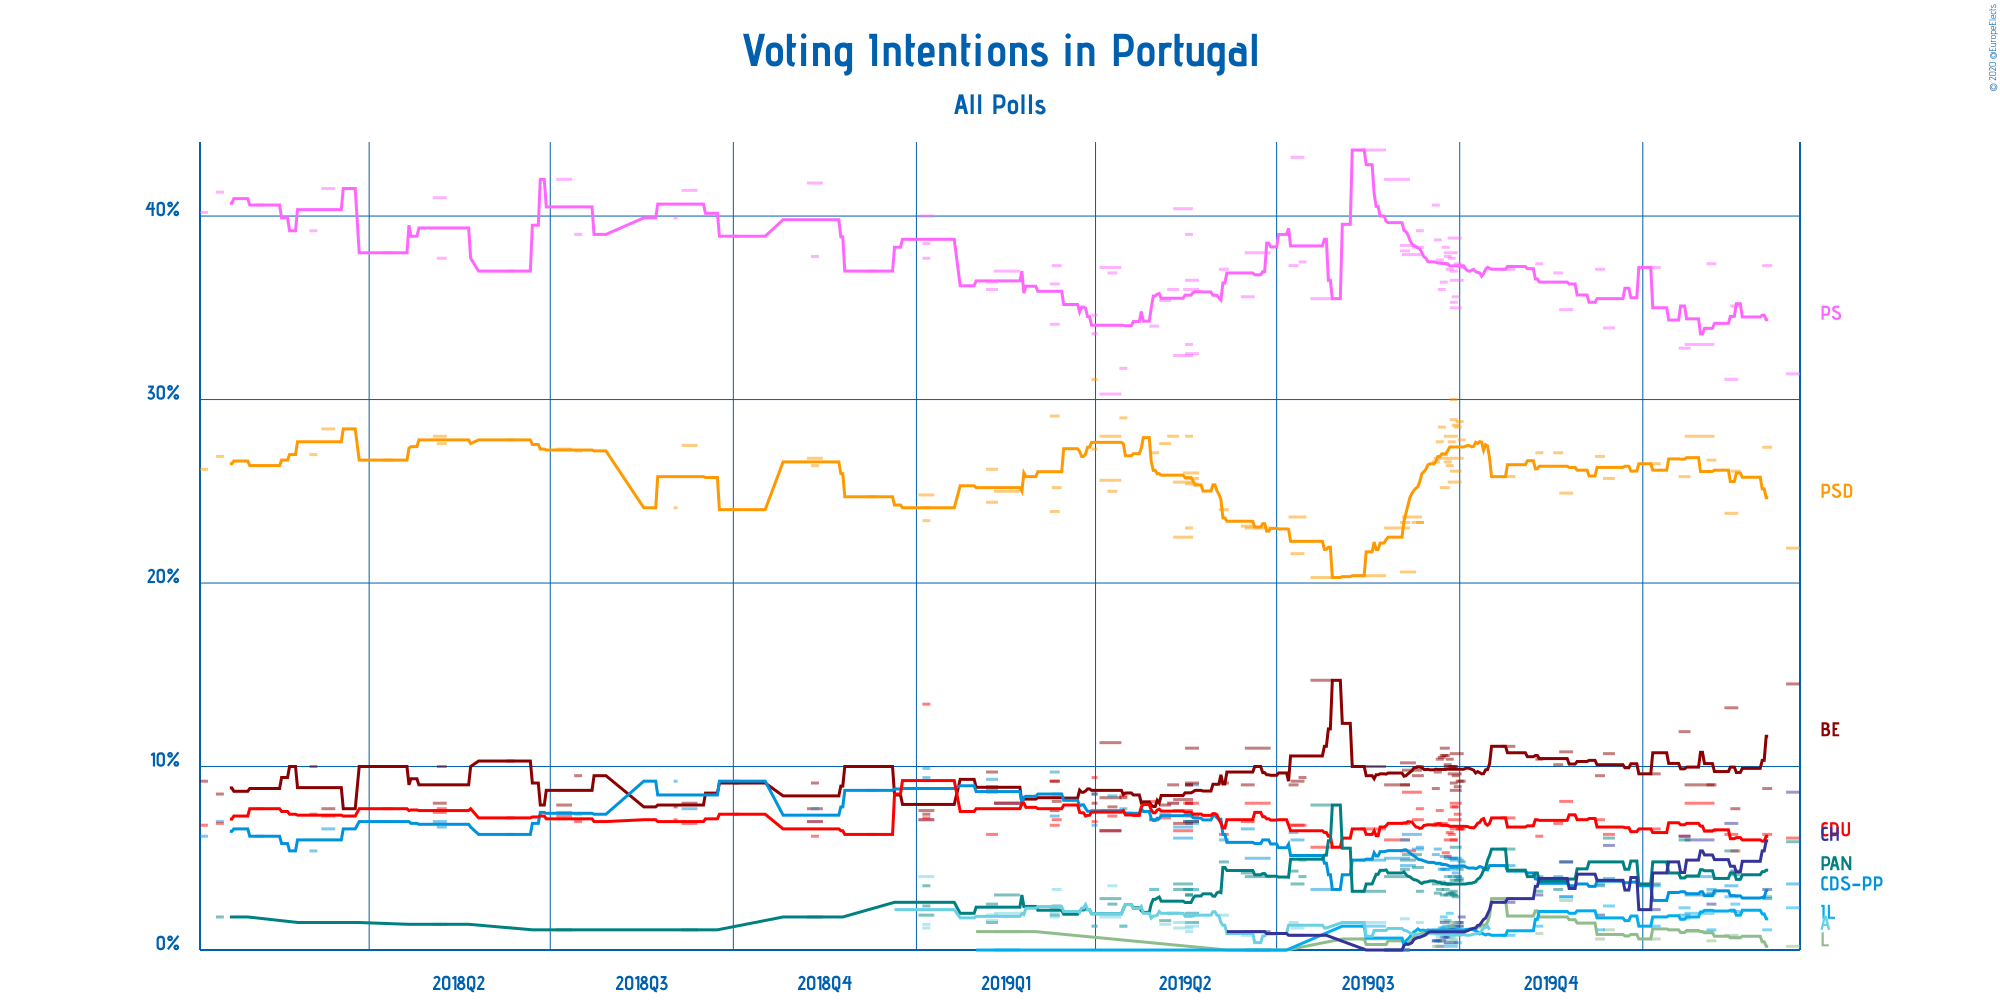 © 2020 @EuropeElects
Voting Intentions in Portugal
All Polls
40%
30%
20%
10%
0%
PS
PSD
BE
CDU
CH
PAN
CDS-PP
IL
A
L
2018Q2
2018Q3
2018Q4
2019Q1
2019Q2
2019Q3
2019Q4